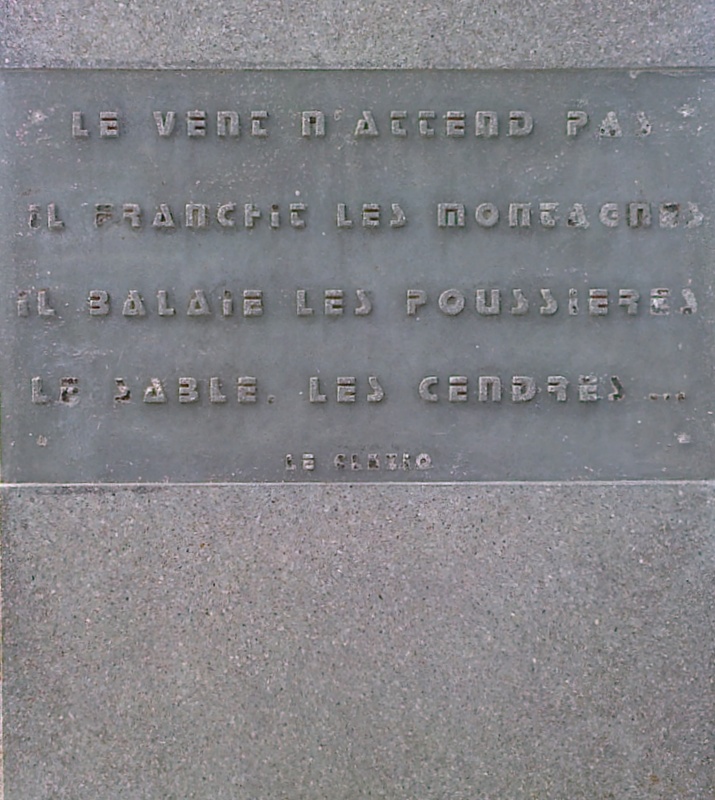 LE VENT N'ATTEND PAS
IL FRANCHIT LES MONTAGNES
IL BALAIE LES POUSSIERES
LE SABLE, LES CENDRES ...
LE CLEZIO